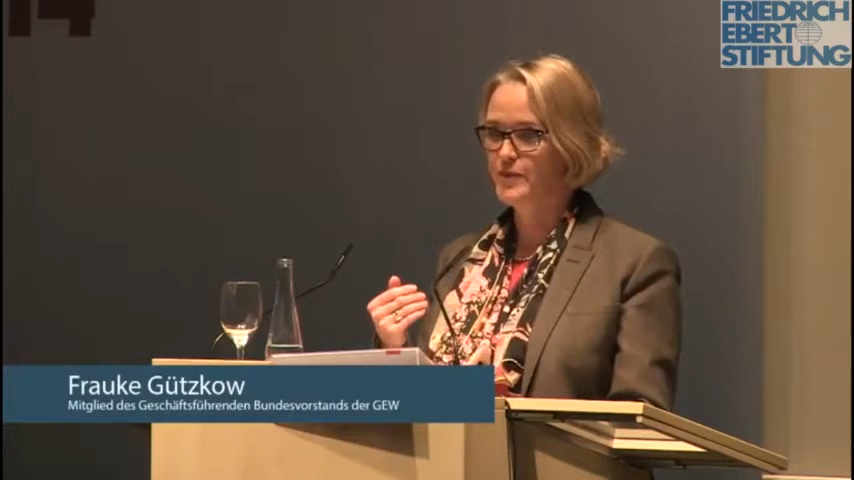 FRIEDRICH
EBERT
STIFTUNG
Frauke Gützkow
Mitglied des Geschäftsführenden Bundesvorstands der GEW